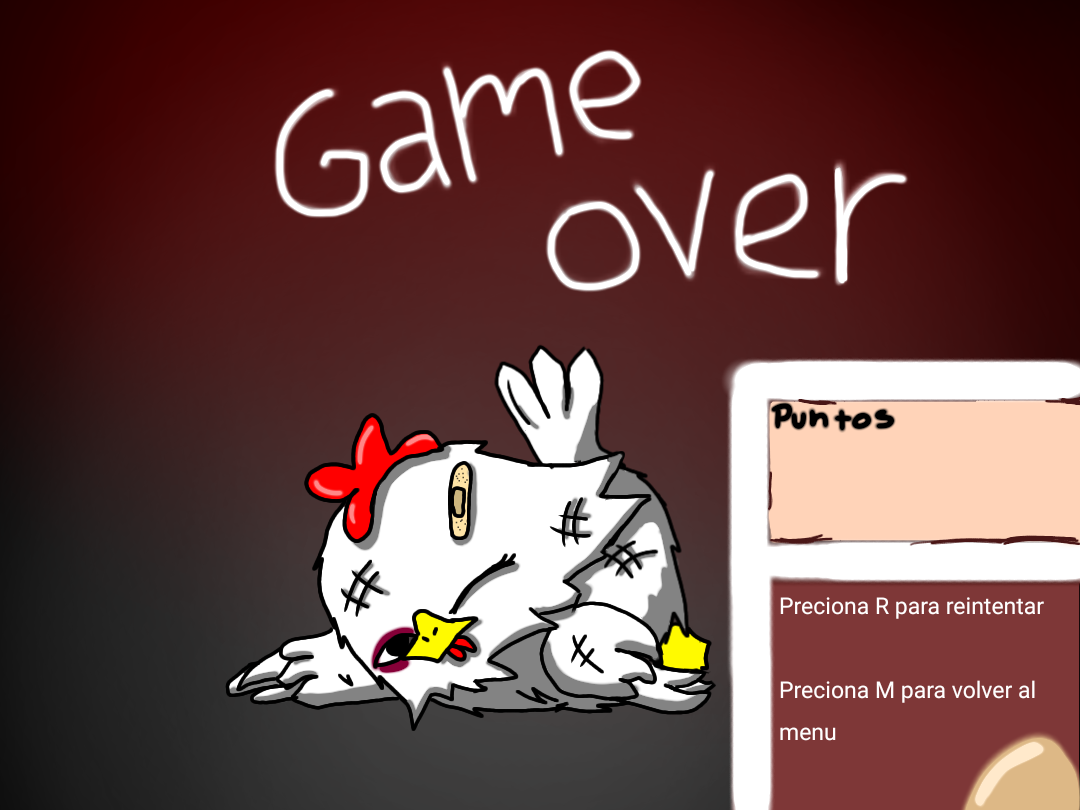 Game
over
Puntos
Preciona R para reintentar
Preciona M para volver al
menu